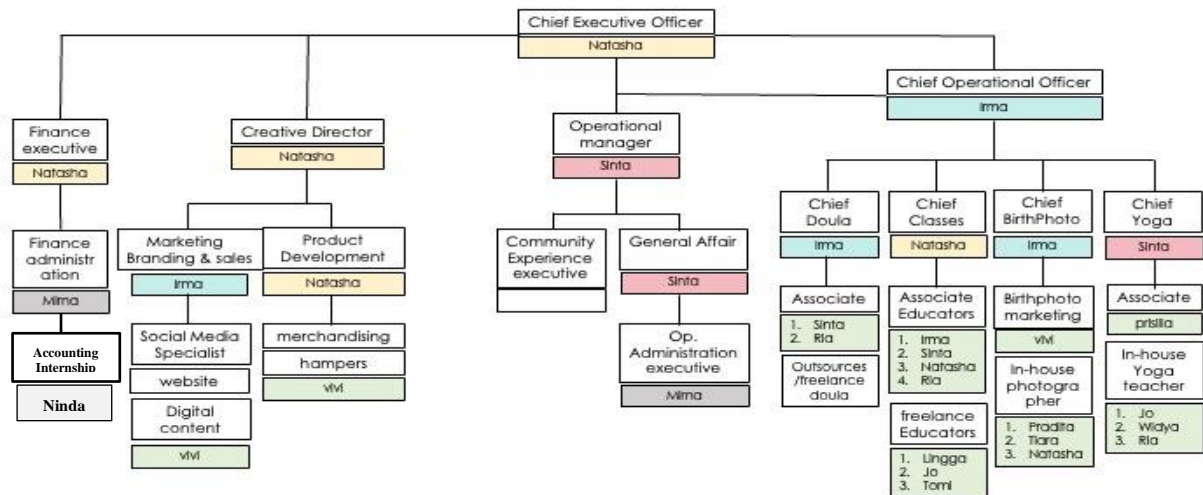 Chief Executive Officer
Natasha
Chief Operational Officer
Irma
Finance
executive
Natasha
Creative Director
Natasha
Operational
manager
Sinta
Finance
administr
ation
Mirna
Accounting
Internship
Ninda
Marketing
Branding & sales
Irma
Social Media
Specialist
website
Digital
content
vivi
Product
Development
Natasha
merchandising
hampers
vivi
Community
Experience
executive
General Affair
Sinta
Op.
Administration
executive
Mirna
Chief
Doula
Irma
Associate
1. Sinta
2. Ria
Outsources
/freelance
doula
Chief
Classes
Natasha
Associate
Educators
1. Irma
2. Sinta
3. Natasha
4. Ria
freelance
Educators
1. Lingga
2. Jo
3. Tomi
Chief
BirthPhoto
Irma
Birthphoto
marketing
vivi
In-house
photogra
pher
1. Pradita
2. Tiara
3. Natasha
Chief
Yoga
Sinta
Associate
prisilia
In-house
Yoga
teacher
1. Jo
2. Widya
3. Ria